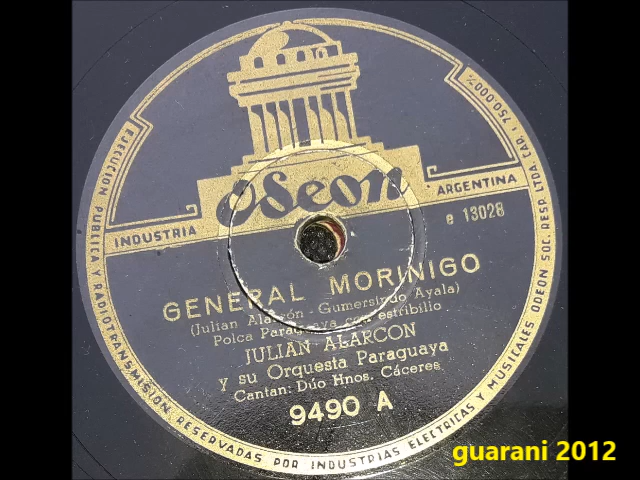 EJECUCION PUBLICA Y RADIOTRANSMISION RESERVADAS POR INDUSTRIAS ELECTRICAS Y MUSICALES ODEON SOC. RESP. LTDA. CAP. $ 750.000 %
Odeon
INDUSTRIA ARGENTINA
e 13028
GENERAL MORINIGO
(Julián Alarcón - Gumersindo Ayala)
Polca Paraguaya con estribillo
JULIAN ALARCON
y su Orquesta Paraguaya
Cantan: Dúo Hnos. Cáceres
9490 A
guarani 2012